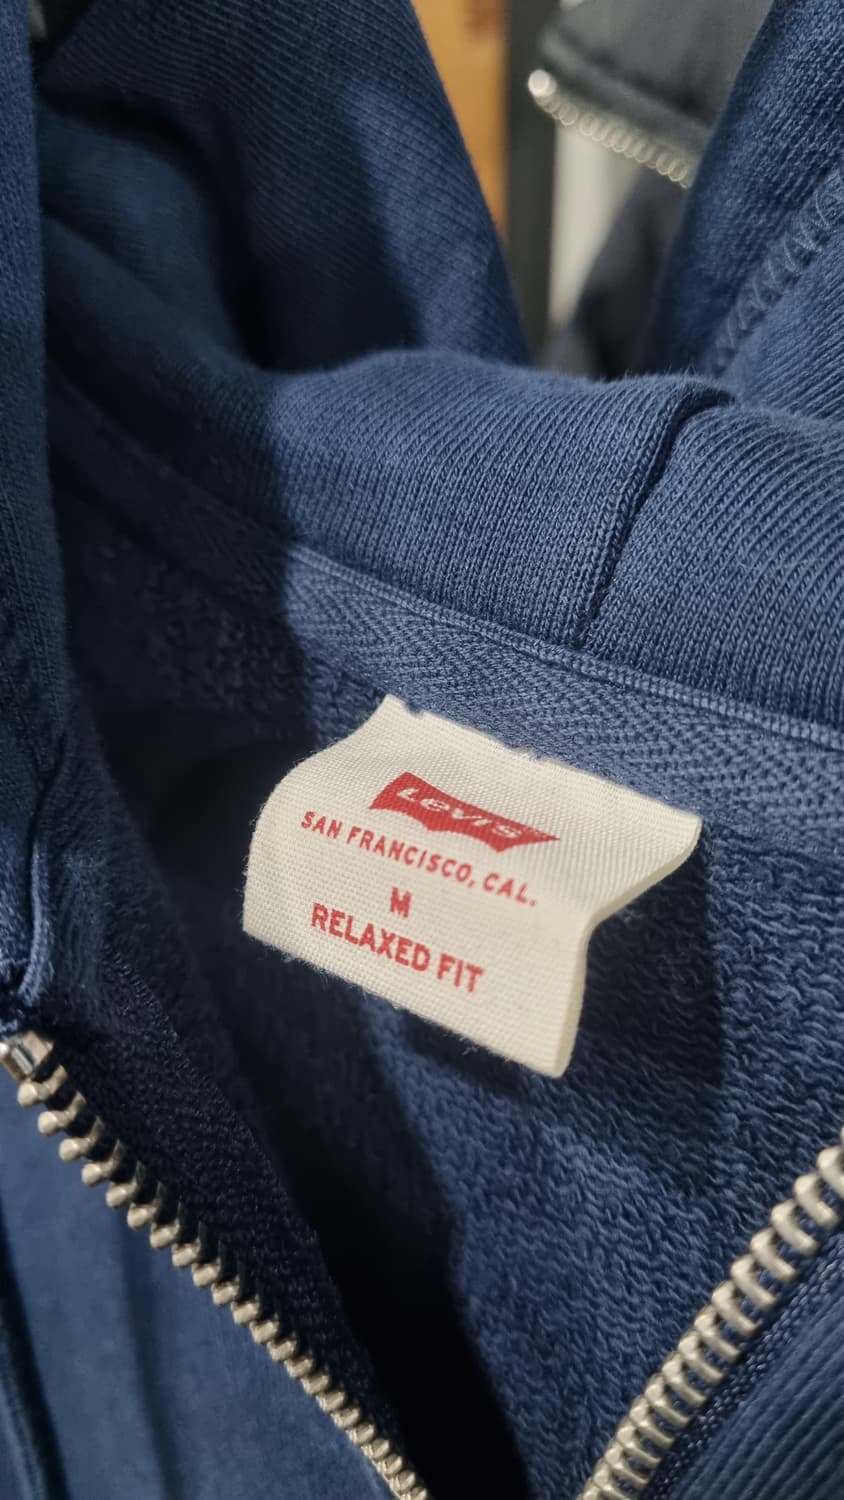 Levi's
SAN FRANCISCO, CAL.
M
RELAXED FIT